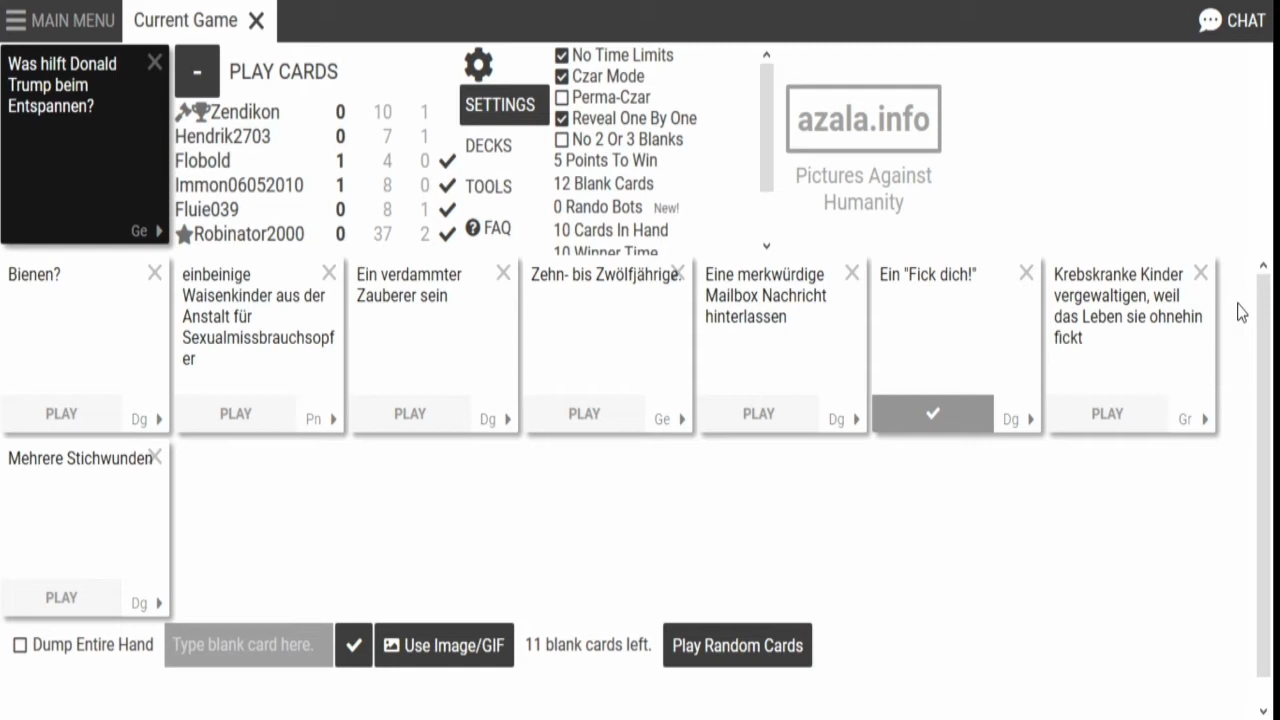 MAIN MENU
Current Game
CHAT
Was hilft Donald
Trump beim
Entspannen?
Ge
-
PLAY CARDS
Zendikon 0 10 1
Hendrik2703 0 7 1
Flobold 1 4 0
Immon06052010 1 8 0
Fluie039 0 8 1
Robinator2000 0 37 2
SETTINGS
DECKS
TOOLS
FAQ
No Time Limits
Czar Mode
Perma-Czar
Reveal One By One
No 2 Or 3 Blanks
5 Points To Win
12 Blank Cards
0 Rando Bots New!
10 Cards In Hand
10 Winner Time
azala.info
Pictures Against
Humanity
Bienen?
PLAY
Dg
einbeinige
Waisenkinder aus der
Anstalt für
Sexualmissbrauchsopf
er
PLAY
Pn
Ein verdammter
Zauberer sein
PLAY
Dg
Zehn- bis Zwölfjährige.
PLAY
Ge
Eine merkwürdige
Mailbox Nachricht
hinterlassen
PLAY
Dg
Ein "Fick dich!"
Dg
Krebskranke Kinder
vergewaltigen, weil
das Leben sie ohnehin
fickt
PLAY
Gr
Mehrere Stichwunden
PLAY
Dg
Dump Entire Hand
Type blank card here.
Use Image/GIF
11 blank cards left.
Play Random Cards